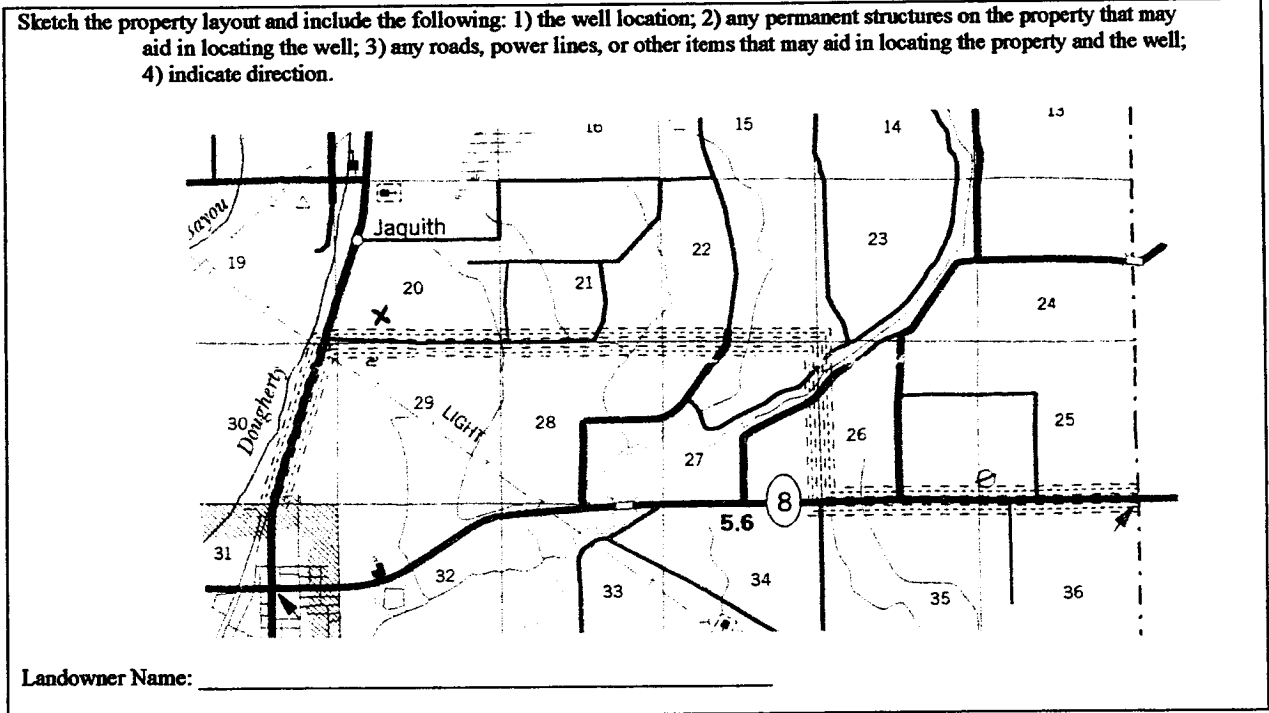 Sketch the property layout and include the following: 1) the well location; 2) any permanent structures on the property that may
aid in locating the well; 3) any roads, power lines, or other items that may aid in locating the property and the well;
4) indicate direction.
16 15 14 13
Jaquith
19 20 21 22 23 24
X
Dougherty
30 29 LIGHT 28 27 26 25
8
5.6
31 32 33 34 35 36
Landowner Name: